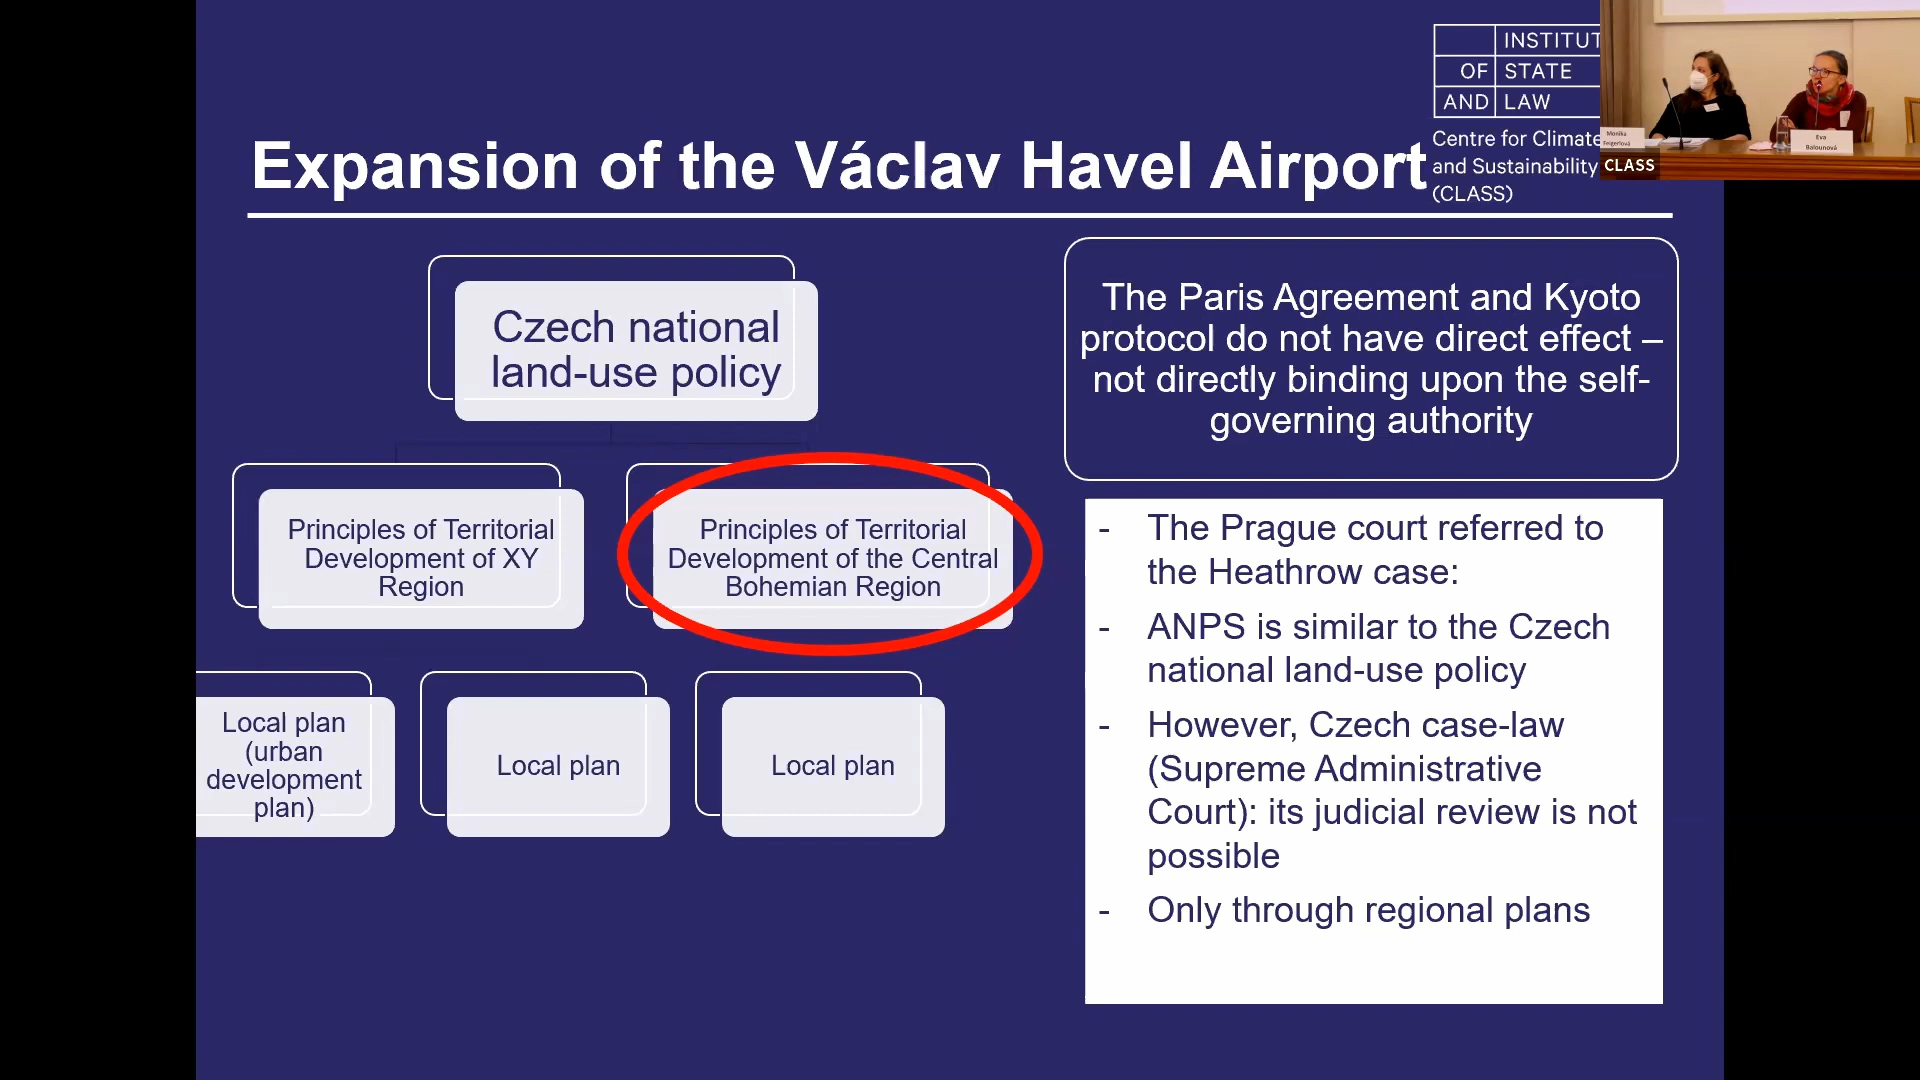 INSTITUT
OF STATE
AND LAW
Centre for Climate
and Sustainability
(CLASS)
Expansion of the Václav Havel Airport
Czech national
land-use policy
Principles of Territorial
Development of XY
Region
Principles of Territorial
Development of the Central
Bohemian Region
Local plan
(urban
development
plan)
Local plan
Local plan
The Paris Agreement and Kyoto
protocol do not have direct effect –
not directly binding upon the self-
governing authority
- The Prague court referred to
the Heathrow case:
- ANPS is similar to the Czech
national land-use policy
- However, Czech case-law
(Supreme Administrative
Court): its judicial review is not
possible
- Only through regional plans
Monika
Feigerlová
Eva
Balounová
CLASS